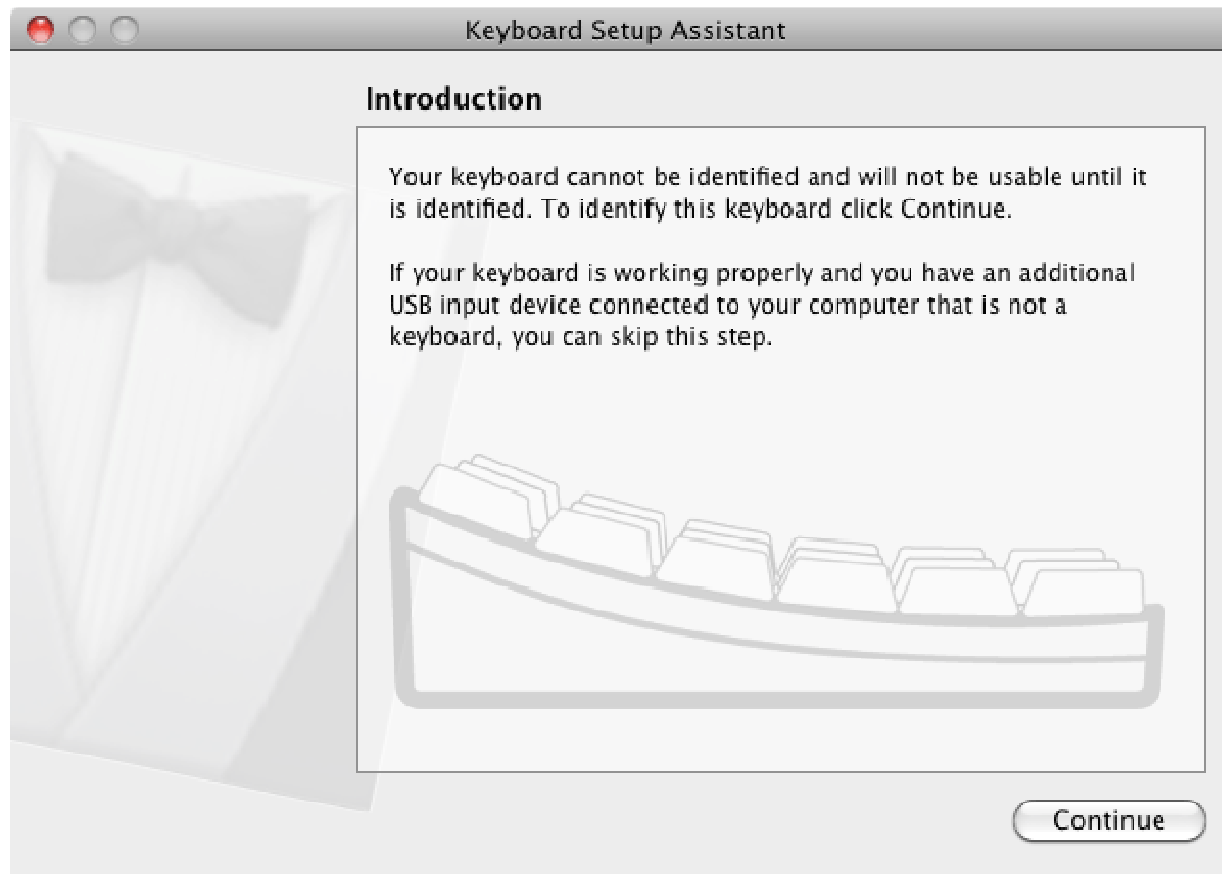 Keyboard Setup Assistant
Introduction
Your keyboard cannot be identified and will not be usable until it
is identified. To identify this keyboard click Continue.
If your keyboard is working properly and you have an additional
USB input device connected to your computer that is not a
keyboard, you can skip this step.
Continue